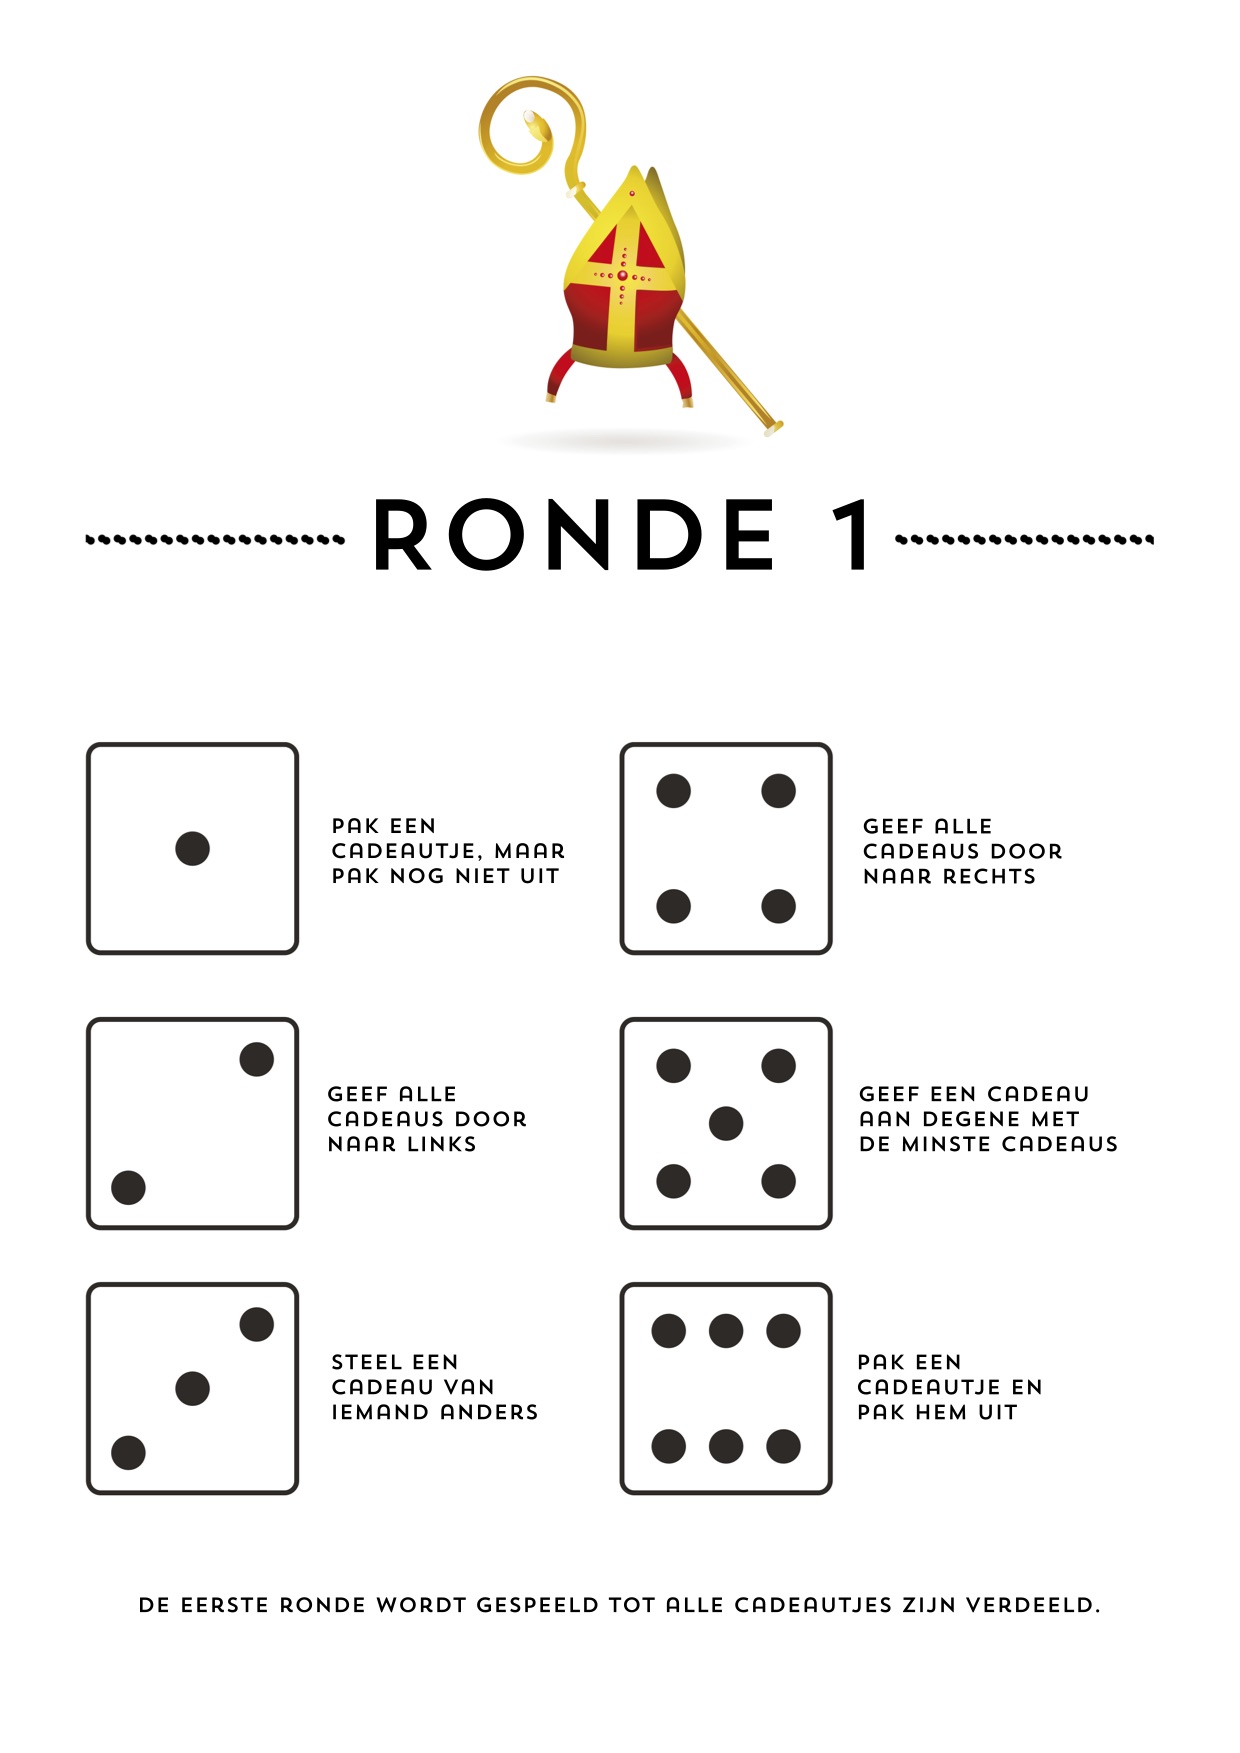 RONDE 1
PAK EEN
CADEAUTJE, MAAR
PAK NOG NIET UIT
GEEF ALLE
CADEAUS DOOR
NAAR LINKS
STEEL EEN
CADEAU VAN
IEMAND ANDERS
GEEF ALLE
CADEAUS DOOR
NAAR RECHTS
GEEF EEN CADEAU
AAN DEGENE MET
DE MINSTE CADEAUS
PAK EEN
CADEAUTJE EN
PAK HEM UIT
DE EERSTE RONDE WORDT GESPEELD TOT ALLE CADEAUTJES ZIJN VERDEELD.